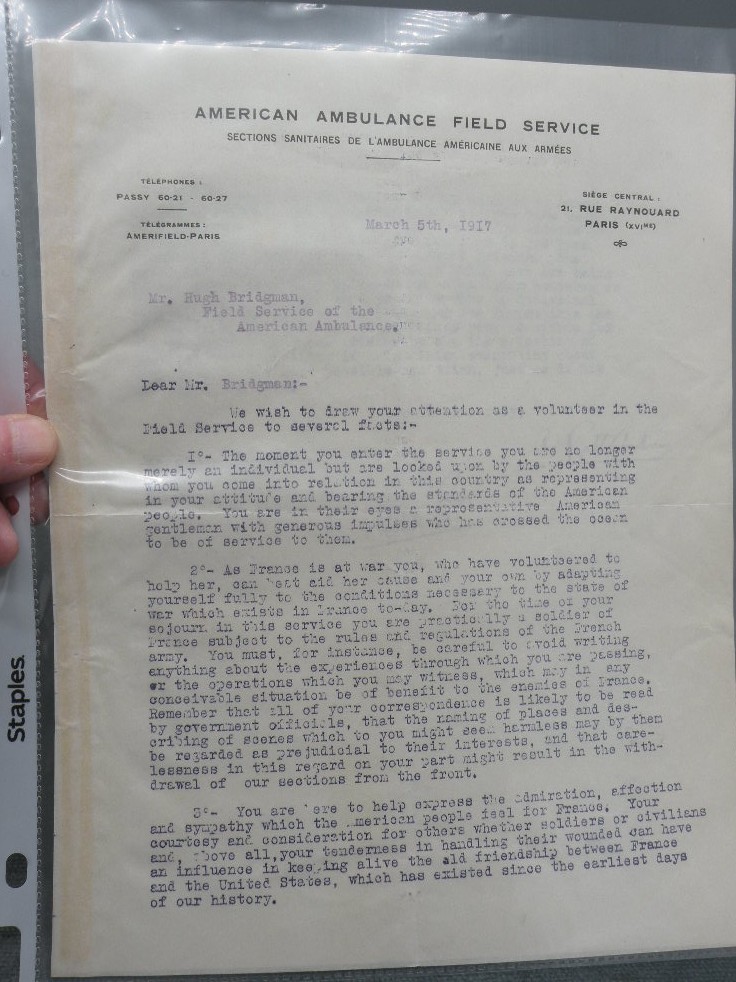 AMERICAN AMBULANCE FIELD SERVICE
SECTIONS SANITAIRES DE L'AMBULANCE AMÉRICAINE AUX ARMÉES
TÉLÉPHONES :
PASSY 60-21 - 60-27
TÉLÉGRAMMES :
AMERIFIELD-PARIS
SIÈGE CENTRAL :
21, RUE RAYNOUARD
PARIS (XVIME)
March 5th, 1917
Mr. Hugh Bridgman,
Field Service of the
American Ambulance.
Dear Mr. Bridgman:-
We wish to draw your attention as a volunteer in the
Field Service to several facts:-
1°- The moment you enter the service you are no longer
merely an individual but are looked upon by the people with
whom you come into relation in this country as representing
in your attitude and bearing the standards of the American
people. You are in their eyes a representative American
gentleman with generous impulses who has crossed the ocean
to be of service to them.
2°- As France is at war you, who have volunteered to
help her, can best aid her cause and your own by adapting
yourself fully to the conditions necessary to the state of
war which exists in France to-day. For the time of your
sojourn in this service you are practically a soldier of
France subject to the rules and regulations of the French
army. You must, for instance, be careful to avoid writing
anything about the experiences through which you are passing,
or the operations which you may witness, which may in any
conceivable situation be of benefit to the enemies of France.
Remember that all of your correspondence is likely to be read
by government officials, that the naming of places and des-
cribing of scenes which to you might seem harmless may by them
be regarded as prejudicial to their interests, and that care-
lessness in this regard on your part might result in the with-
drawal of our sections from the front.
3°- You are here to help express the admiration, affection
and sympathy which the American people feel for France. Your
courtesy and consideration for others whether soldiers or civilians
and, above all, your tenderness in handling their wounded can have
an influence in keeping alive the old friendship between France
and the United States, which has existed since the earliest days
of our history.
Staples.